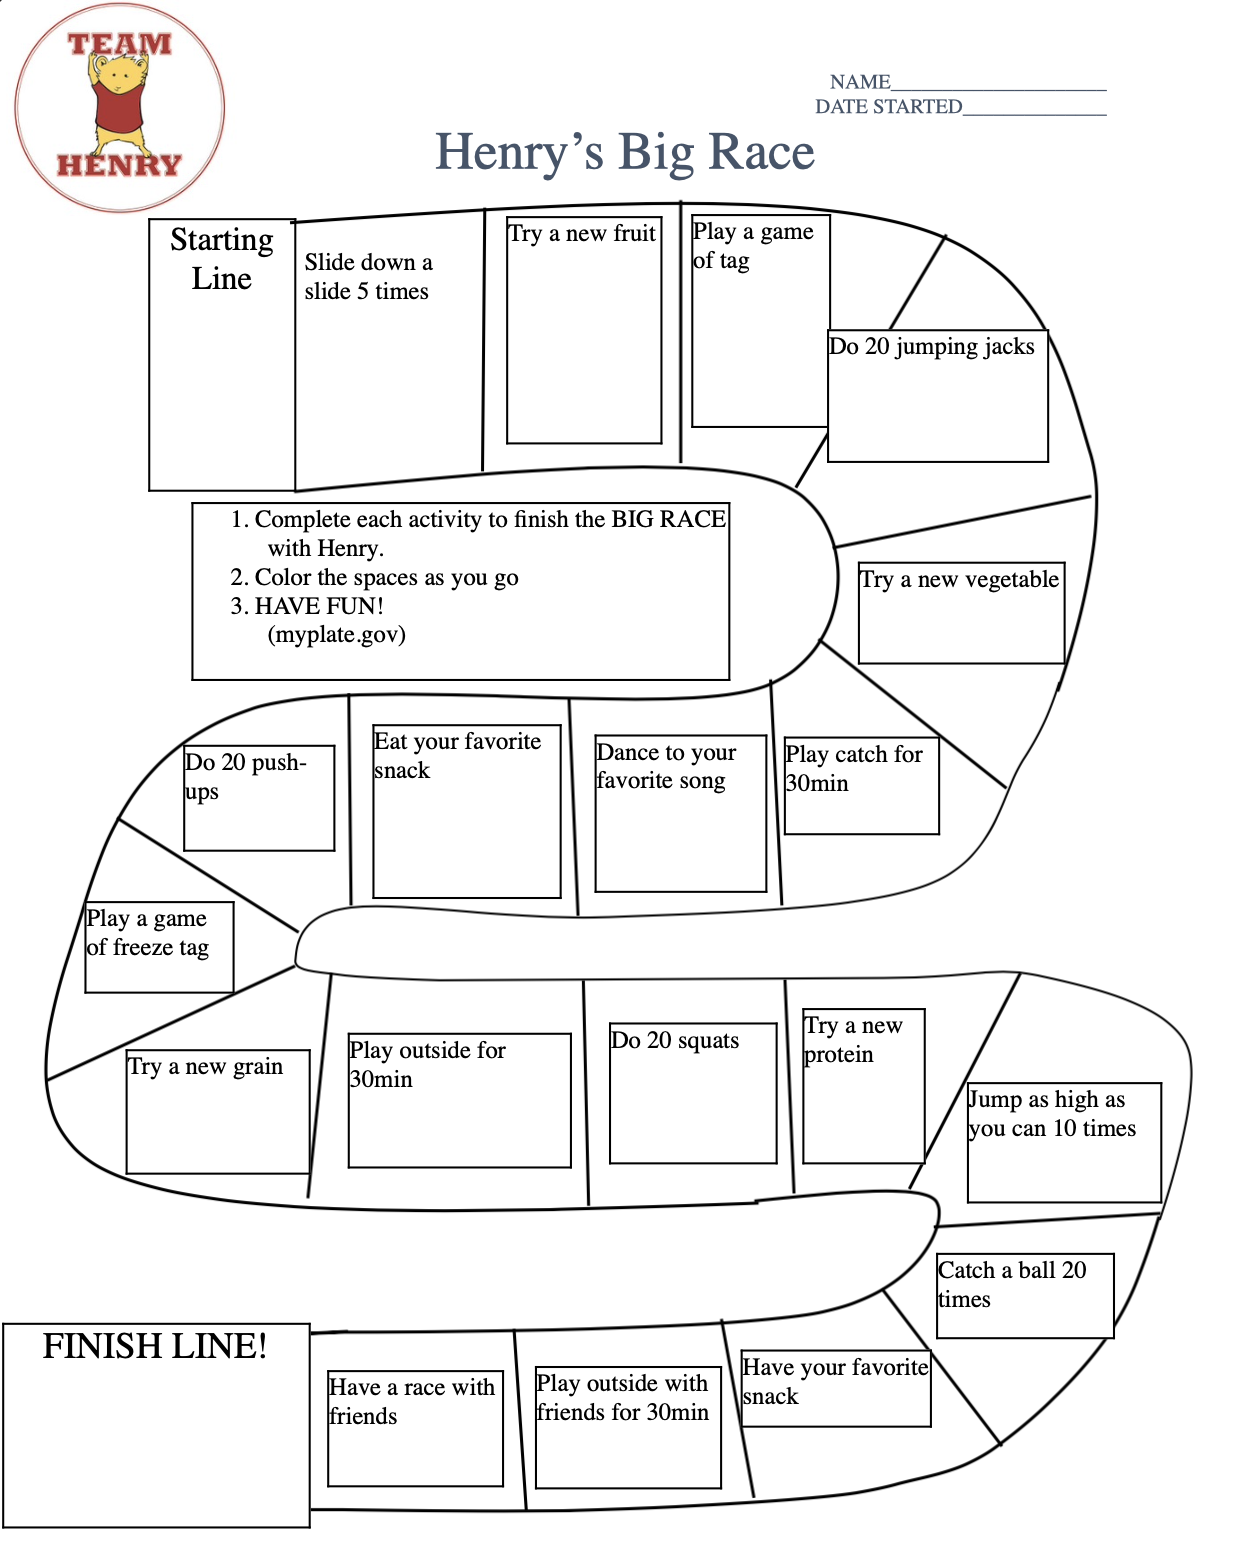 TEAM
HENRY
NAME____________________
DATE STARTED______________
Henry’s Big Race
Starting
Line
Slide down a
slide 5 times
Try a new fruit
Play a game
of tag
Do 20 jumping jacks
1. Complete each activity to finish the BIG RACE
with Henry.
2. Color the spaces as you go
3. HAVE FUN!
(myplate.gov)
Try a new vegetable
Play catch for
30min
Dance to your
favorite song
Eat your favorite
snack
Do 20 push-
ups
Play a game
of freeze tag
Try a new grain
Play outside for
30min
Do 20 squats
Try a new
protein
Jump as high as
you can 10 times
Catch a ball 20
times
Have your favorite
snack
Play outside with
friends for 30min
Have a race with
friends
FINISH LINE!